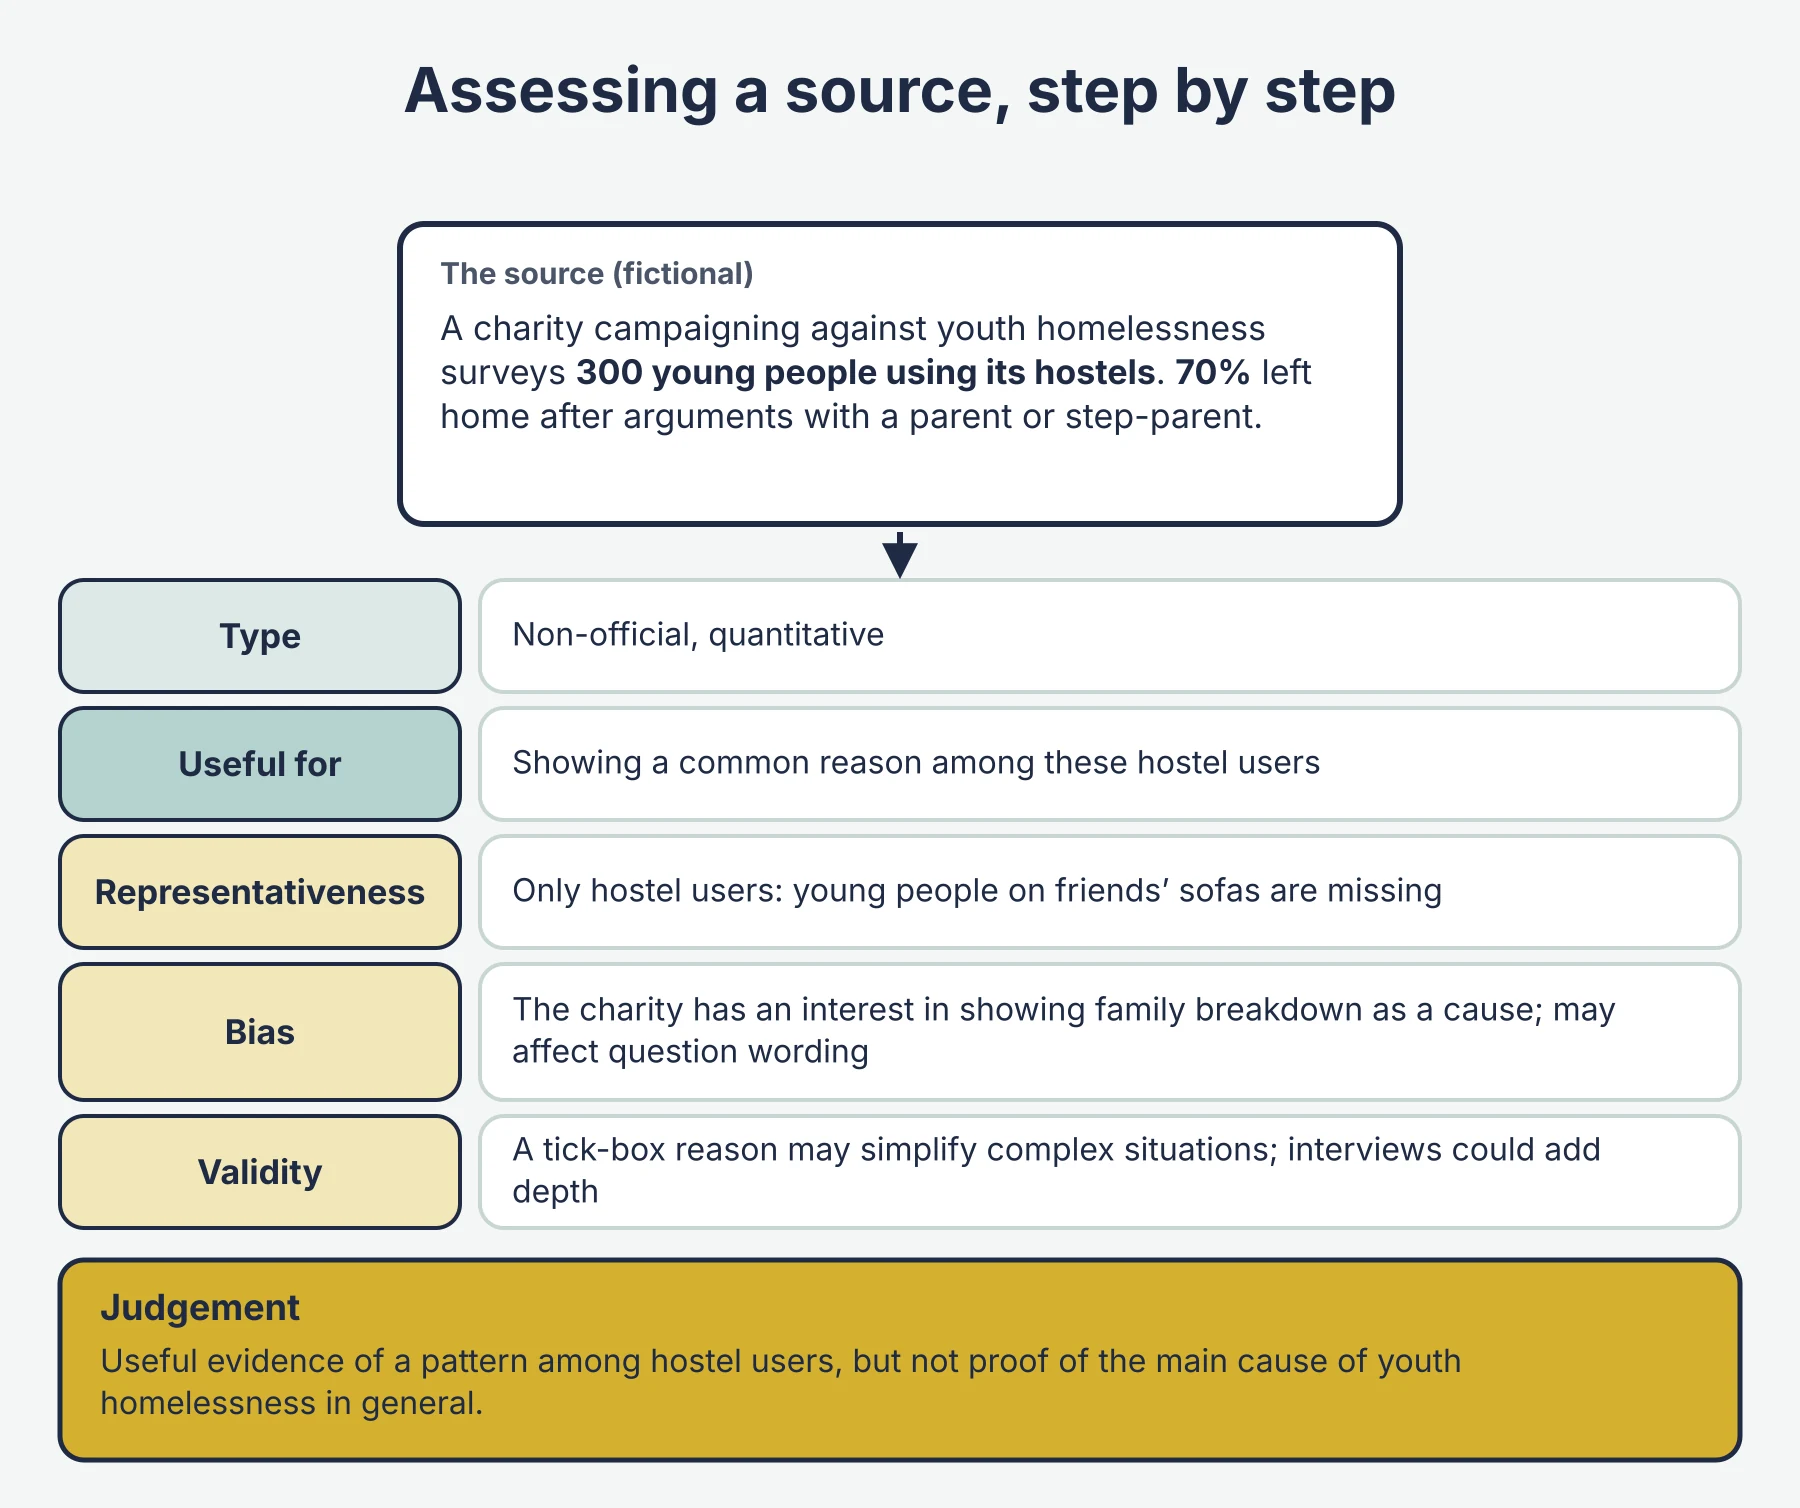 Assessing a source, step by step
The source (fictional)
A charity campaigning against youth homelessness
surveys 300 young people using its hostels. 70% left
home after arguments with a parent or step-parent.
Type
Non-official, quantitative
Useful for
Showing a common reason among these hostel users
Representativeness
Only hostel users: young people on friends’ sofas are missing
Bias
The charity has an interest in showing family breakdown as a cause; may
affect question wording
Validity
A tick-box reason may simplify complex situations; interviews could add
depth
Judgement
Useful evidence of a pattern among hostel users, but not proof of the main cause of youth
homelessness in general.